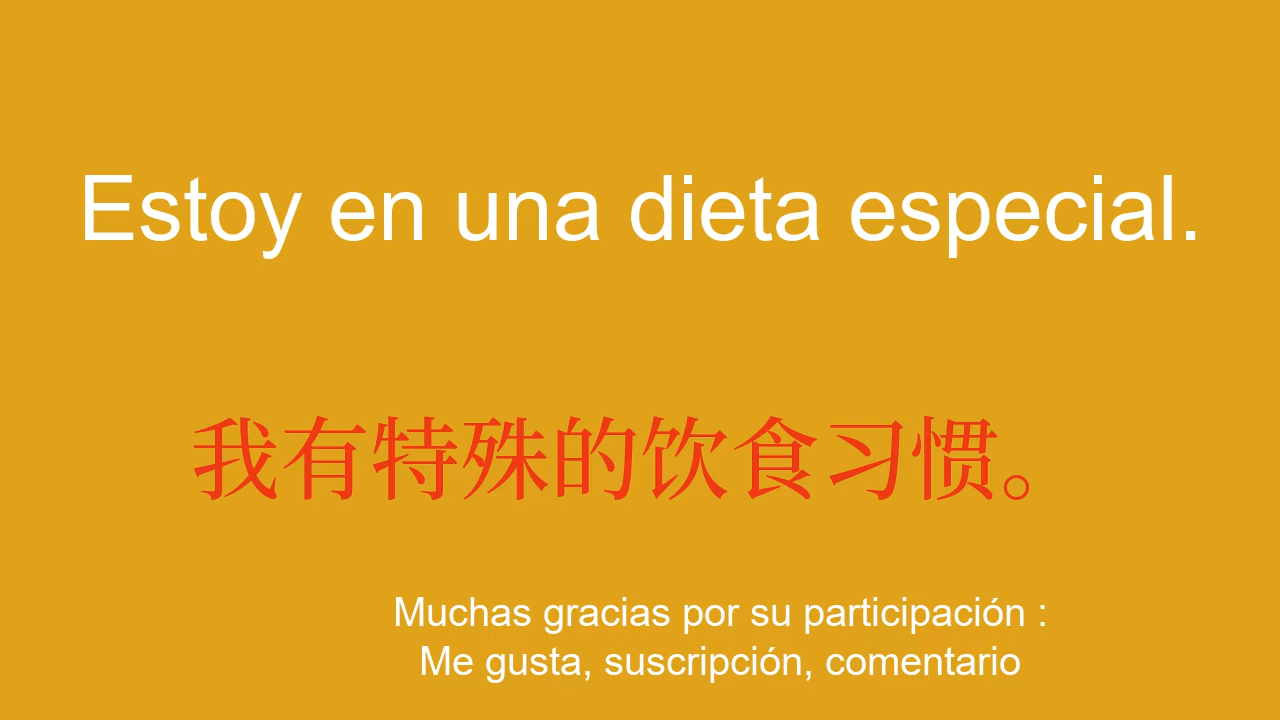 Estoy en una dieta especial.
我有特殊的饮食习惯。
Muchas gracias por su participación :
Me gusta, suscripción, comentario